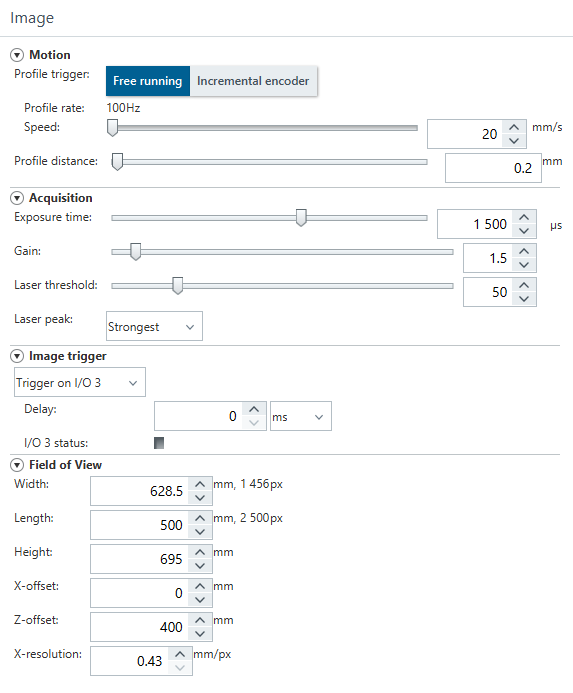 Image
Motion
Profile trigger: Free running Incremental encoder
Profile rate: 100Hz
Speed: 20 mm/s
Profile distance: 0.2 mm
Acquisition
Exposure time: 1 500 µs
Gain: 1.5
Laser threshold: 50
Laser peak: Strongest
Image trigger
Trigger on I/O 3
Delay: 0 ms
I/O 3 status:
Field of View
Width: 628.5 mm, 1 456px
Length: 500 mm, 2 500px
Height: 695 mm
X-offset: 0 mm
Z-offset: 400 mm
X-resolution: 0.43 mm/px